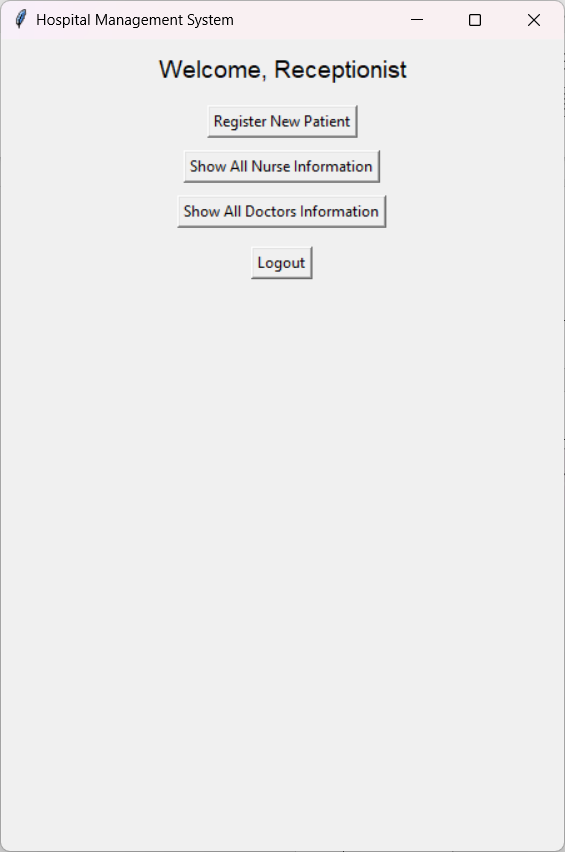 Hospital Management System
Welcome, Receptionist
Register New Patient
Show All Nurse Information
Show All Doctors Information
Logout